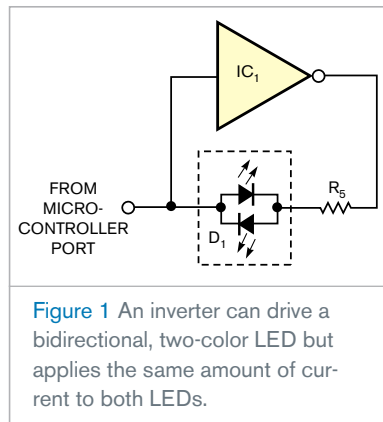 IC1
FROM
MICRO-
CONTROLLER
PORT
D1
R5
Figure 1 An inverter can drive a
bidirectional, two-color LED but
applies the same amount of cur-
rent to both LEDs.